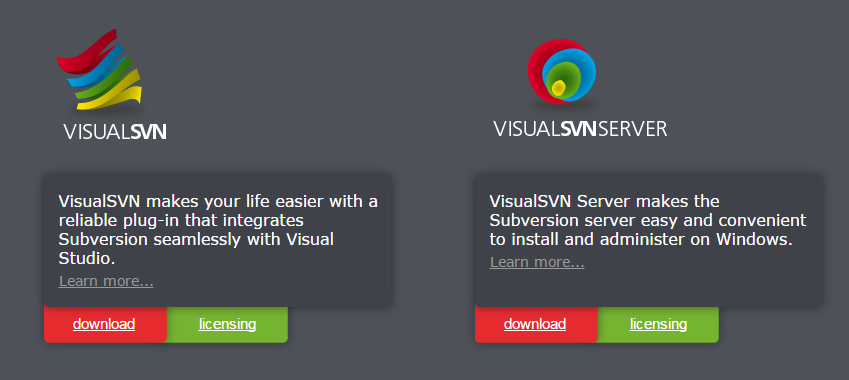 VISUALSVN
VisualSVN makes your life easier with a
reliable plug-in that integrates
Subversion seamlessly with Visual
Studio.
Learn more...
download
licensing
VISUALSVNSERVER
VisualSVN Server makes the
Subversion server easy and convenient
to install and administer on Windows.
Learn more...
download
licensing